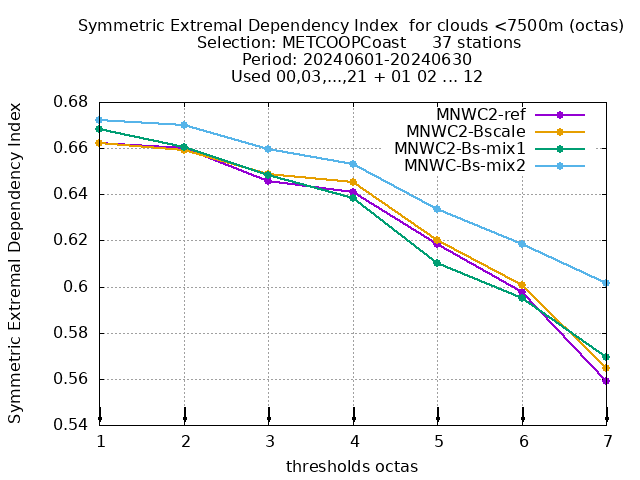 Symmetric Extremal Dependency Index  for clouds <7500m (octas)
Selection: METCOOPCoast     37 stations
Period: 20240601-20240630
Used 00,03,...,21 + 01 02 ... 12
Symmetric Extremal Dependency Index
0.68
0.66
0.64
0.62
0.6
0.58
0.56
0.54
MNWC2-ref
MNWC2-Bscale
MNWC2-Bs-mix1
MNWC-Bs-mix2
1 2 3 4 5 6 7
thresholds octas